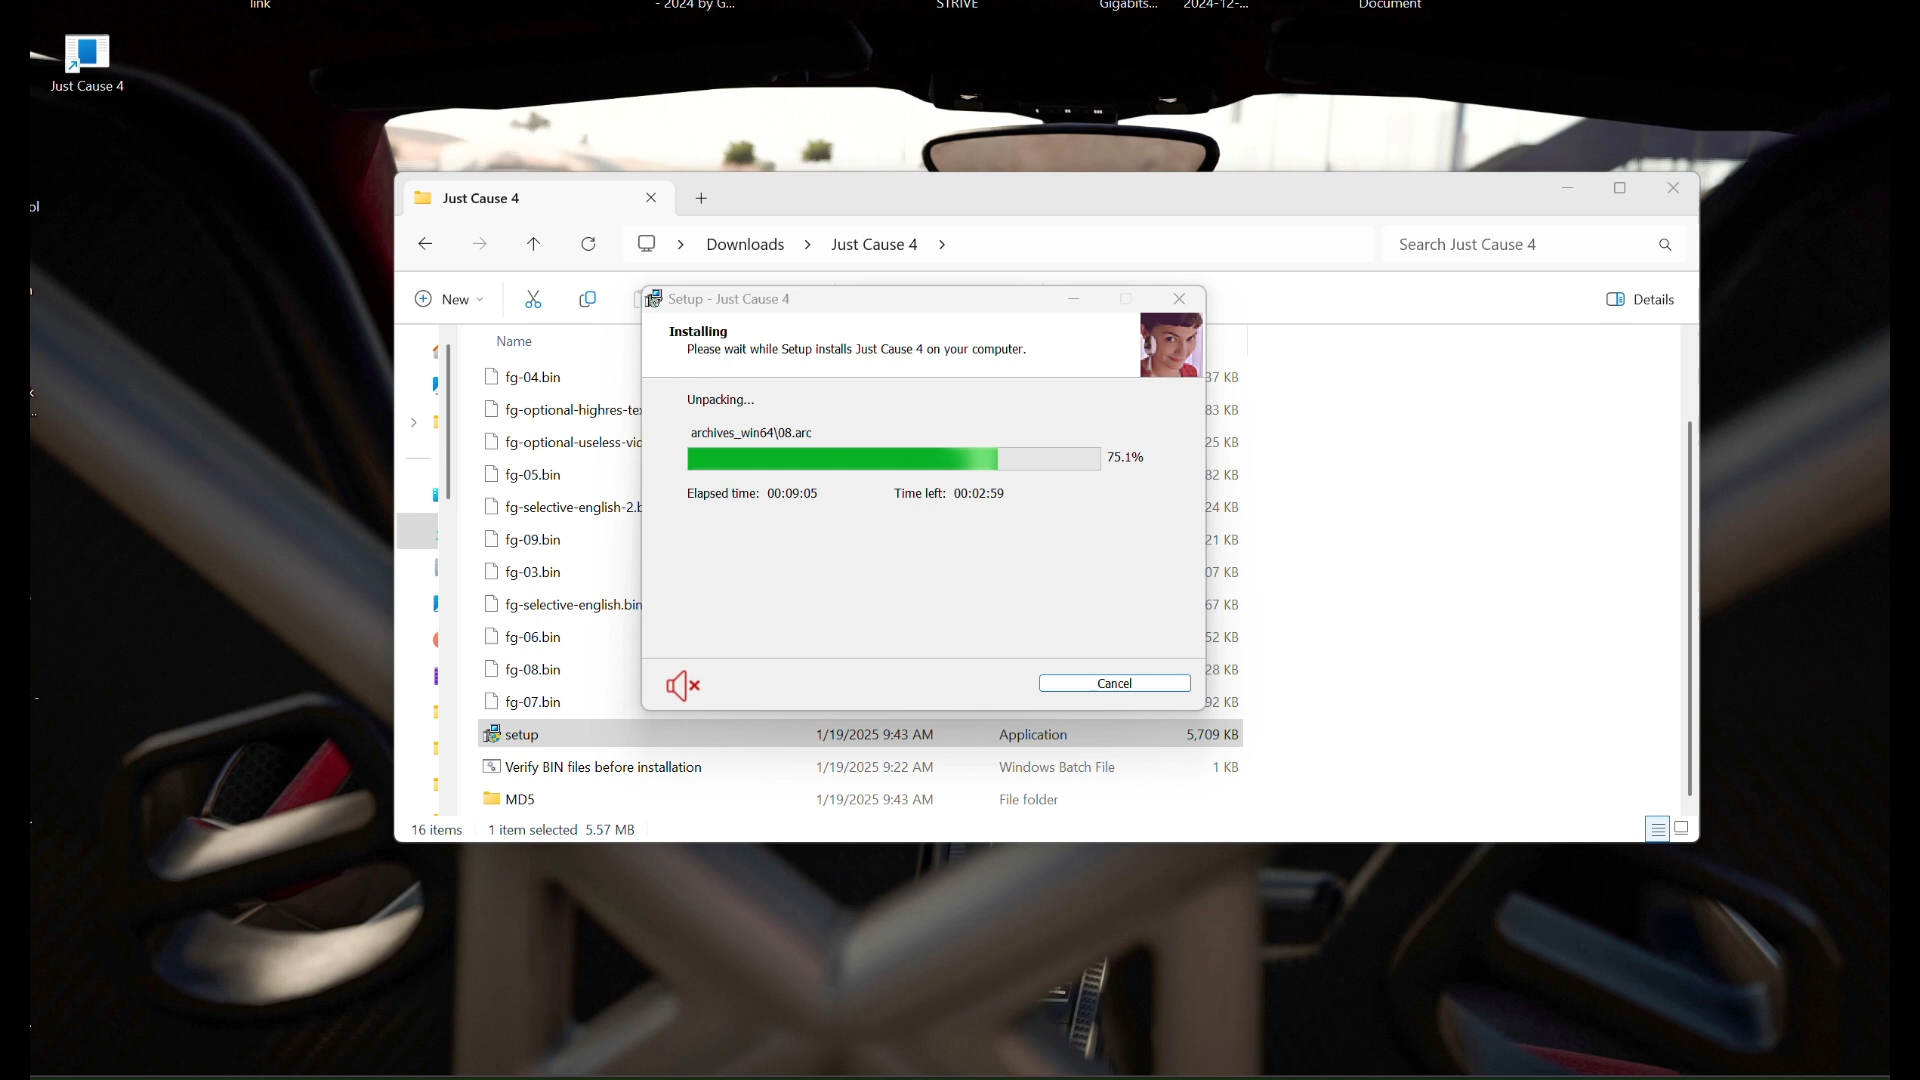 link
- 2024 by G...
STRIVE
Gigabits...
2024-12-...
Document
Just Cause 4
Just Cause 4
Downloads
Just Cause 4
Search Just Cause 4
New
Details
Setup - Just Cause 4
Installing
Please wait while Setup installs Just Cause 4 on your computer.
Unpacking...
archives_win64\08.arc
75.1%
Elapsed time: 00:09:05 Time left: 00:02:59
Cancel
Name
fg-04.bin 37 KB
fg-optional-highres-te 83 KB
fg-optional-useless-vid 25 KB
fg-05.bin 82 KB
fg-selective-english-2.b 24 KB
fg-09.bin 21 KB
fg-03.bin 07 KB
fg-selective-english.bin 67 KB
fg-06.bin 52 KB
fg-08.bin 28 KB
fg-07.bin 92 KB
setup 1/19/2025 9:43 AM Application 5,709 KB
Verify BIN files before installation 1/19/2025 9:22 AM Windows Batch File 1 KB
MD5 1/19/2025 9:43 AM File folder
16 items 1 item selected 5.57 MB